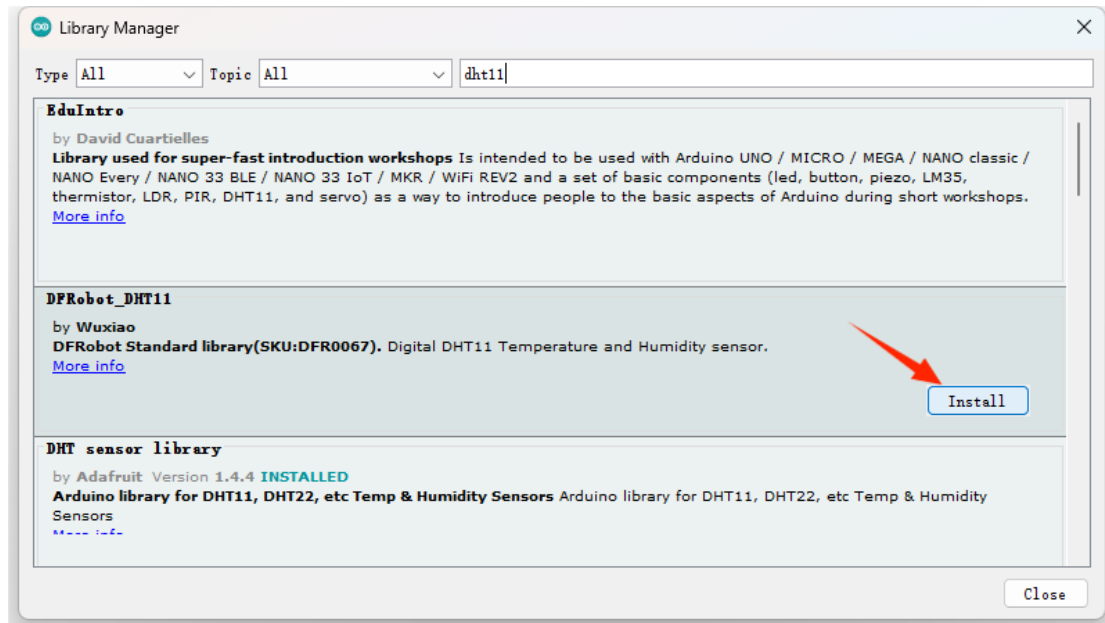 Library Manager
Type All Topic All dht11
EduIntro
by David Cuartielles
Library used for super-fast introduction workshops Is intended to be used with Arduino UNO / MICRO / MEGA / NANO classic /
NANO Every / NANO 33 BLE / NANO 33 IoT / MKR / WiFi REV2 and a set of basic components (led, button, piezo, LM35,
thermistor, LDR, PIR, DHT11, and servo) as a way to introduce people to the basic aspects of Arduino during short workshops.
More info
DFRobot_DHT11
by Wuxiao
DFRobot Standard library(SKU:DFR0067). Digital DHT11 Temperature and Humidity sensor.
More info
Install
DHT sensor library
by Adafruit Version 1.4.4 INSTALLED
Arduino library for DHT11, DHT22, etc Temp & Humidity Sensors Arduino library for DHT11, DHT22, etc Temp & Humidity
Sensors
More info
Close